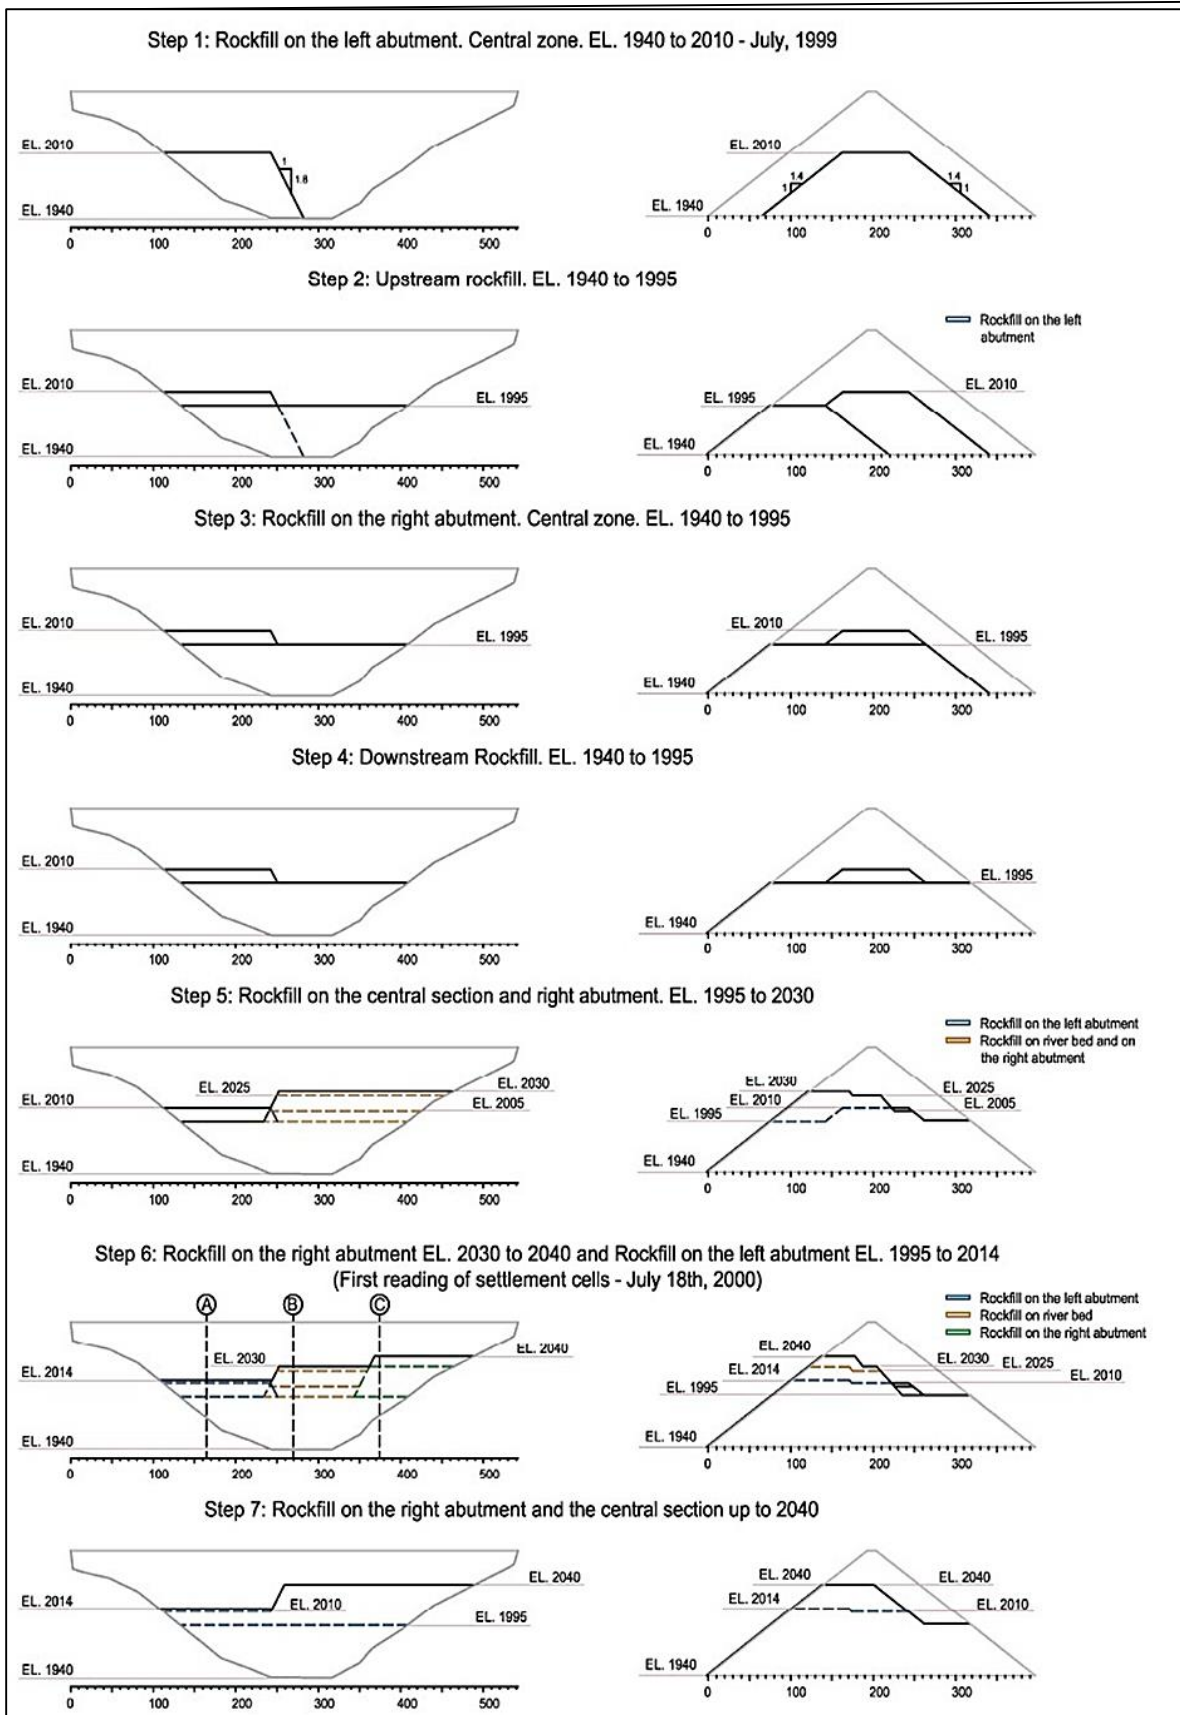 Step 1: Rockfill on the left abutment. Central zone. EL. 1940 to 2010 - July, 1999
EL. 2010
1
1.8
EL. 1940
0 100 200 300 400 500
EL. 2010
1.4
1
1.4
1
EL. 1940
0 100 200 300
Step 2: Upstream rockfill. EL. 1940 to 1995
EL. 2010
EL. 1995
EL. 1940
0 100 200 300 400 500
Rockfill on the left
abutment
EL. 2010
EL. 1995
EL. 1940
0 100 200 300
Step 3: Rockfill on the right abutment. Central zone. EL. 1940 to 1995
EL. 2010
EL. 1995
EL. 1940
0 100 200 300 400 500
EL. 2010
EL. 1995
EL. 1940
0 100 200 300
Step 4: Downstream Rockfill. EL. 1940 to 1995
EL. 2010
EL. 1940
0 100 200 300 400 500
EL. 1995
EL. 1940
0 100 200 300
Step 5: Rockfill on the central section and right abutment. EL. 1995 to 2030
EL. 2025
EL. 2030
EL. 2010
EL. 2005
EL. 1940
0 100 200 300 400 500
Rockfill on the left abutment
Rockfill on river bed and on
the right abutment
EL. 2030
EL. 2025
EL. 2010
EL. 2005
EL. 1995
EL. 1940
0 100 200 300
Step 6: Rockfill on the right abutment EL. 2030 to 2040 and Rockfill on the left abutment EL. 1995 to 2014
(First reading of settlement cells - July 18th, 2000)
A B C
EL. 2040
EL. 2030
EL. 2014
EL. 1940
0 100 200 300 400 500
Rockfill on the left abutment
Rockfill on river bed
Rockfill on the right abutment
EL. 2040
EL. 2030
EL. 2025
EL. 2014
EL. 2010
EL. 1995
EL. 1940
0 100 200 300
Step 7: Rockfill on the right abutment and the central section up to 2040
EL. 2040
EL. 2014
EL. 2010
EL. 1995
EL. 1940
0 100 200 300 400 500
EL. 2040
EL. 2040
EL. 2014
EL. 2010
EL. 1940
0 100 200 300